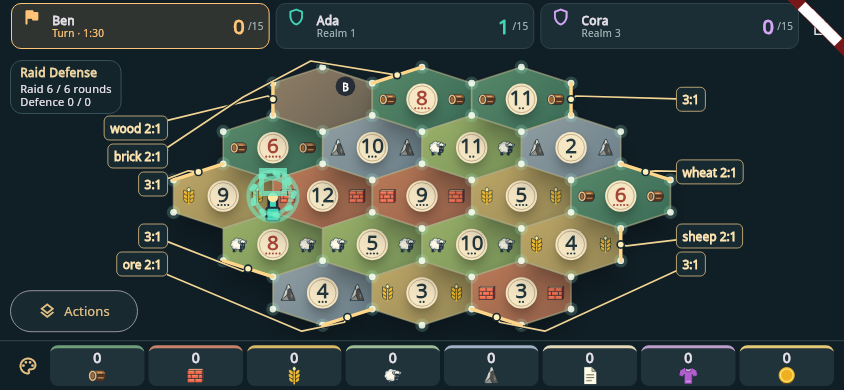 Ben
Turn · 1:30
0 /15
Ada
Realm 1
1 /15
Cora
Realm 3
0 /15
Raid Defense
Raid 6 / 6 rounds
Defence 0 / 0
B
8
11
3:1
wood 2:1
brick 2:1
6
10
11
2
3:1
wheat 2:1
9
12
9
5
6
3:1
sheep 2:1
8
5
10
4
ore 2:1
3:1
4
3
3
Actions
0
0
0
0
0
0
0
0